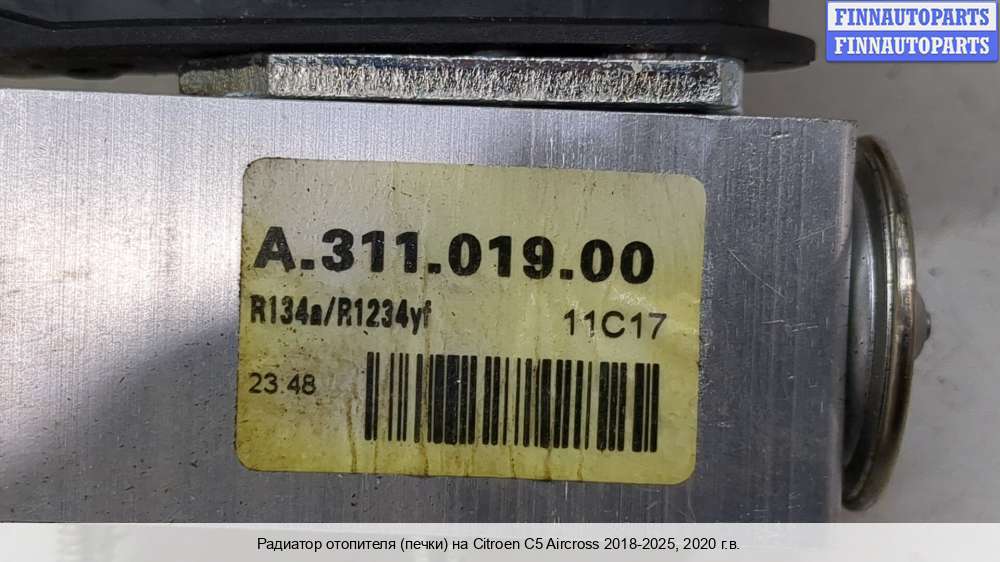 FINNAUTOPARTS
FINNAUTOPARTS
A.311.019.00
R134a/R1234yf
11C17
23 48
Радиатор отопителя (печки) на Citroen C5 Aircross 2018-2025, 2020 г.в.